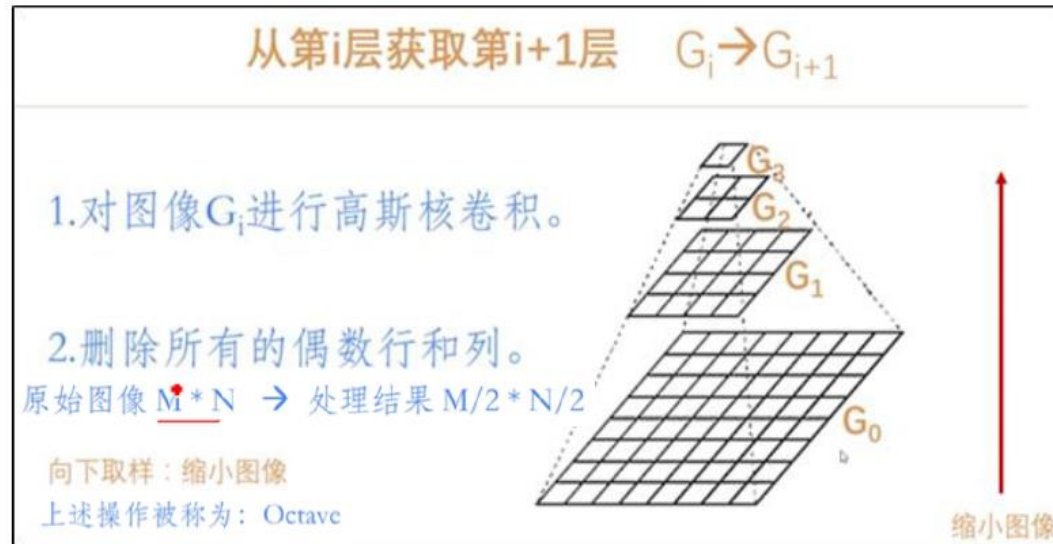 从第i层获取第i+1层 Gᵢ→Gᵢ₊₁
1.对图像Gᵢ进行高斯核卷积。
2.删除所有的偶数行和列。
原始图像 M * N → 处理结果 M/2 * N/2
向下取样：缩小图像
上述操作被称为：Octave
G₃
G₂
G₁
G₀
缩小图像